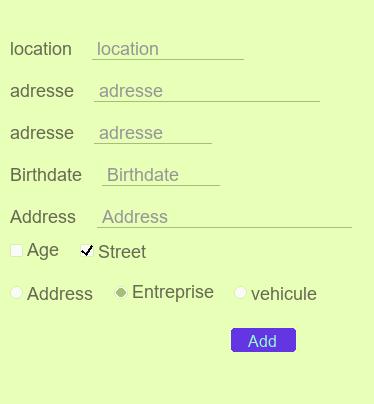 location location
adresse adresse
adresse adresse
Birthdate Birthdate
Address Address
Age Street
Address Entreprise vehicule
Add